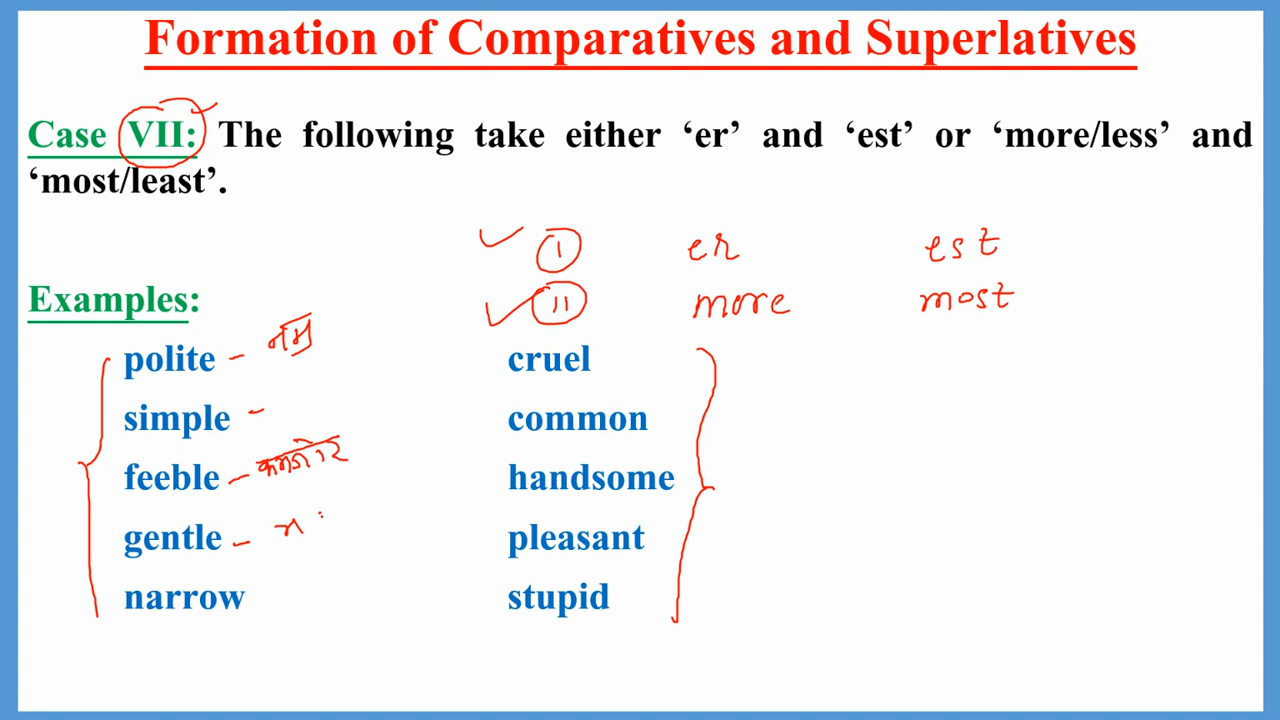 Formation of Comparatives and Superlatives
Case VII: The following take either ‘er’ and ‘est’ or ‘more/less’ and
‘most/least’.
I er est
Examples: II more most
polite - नम्र cruel
simple - common
feeble - कमजोर handsome
gentle - pleasant
narrow stupid